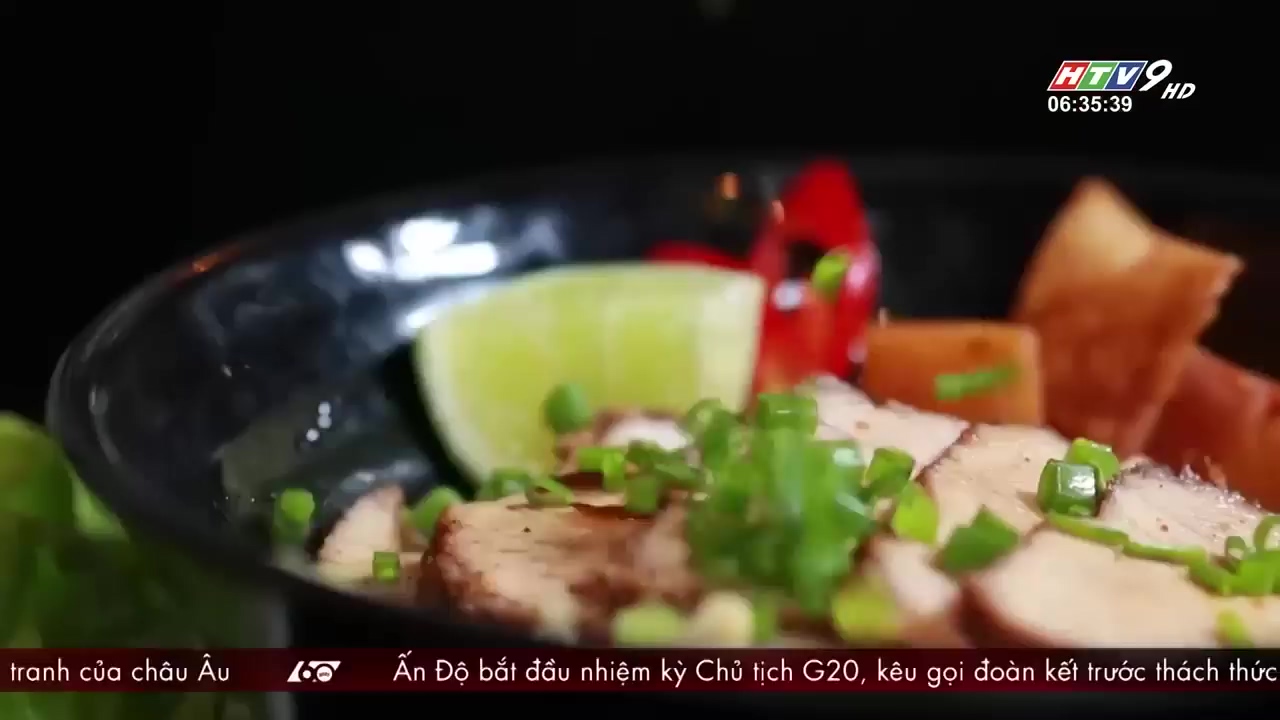 HTV9 HD
06:35:39
tranh của châu Âu 60 Ấn Độ bắt đầu nhiệm kỳ Chủ tịch G20, kêu gọi đoàn kết trước thách thức